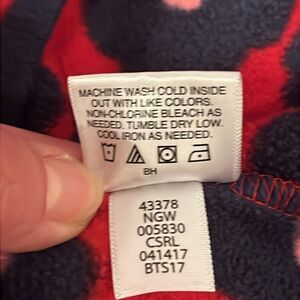 MACHINE WASH COLD INSIDE
OUT WITH LIKE COLORS.
NON-CHLORINE BLEACH AS
NEEDED. TUMBLE DRY LOW.
COOL IRON AS NEEDED.
BH
43378
NGW
005830
CSRL
041417
BTS17